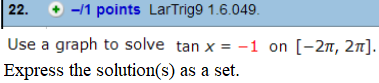 22. + –/1 points LarTrig9 1.6.049.
Use a graph to solve tan x = −1 on [−2π, 2π].
Express the solution(s) as a set.